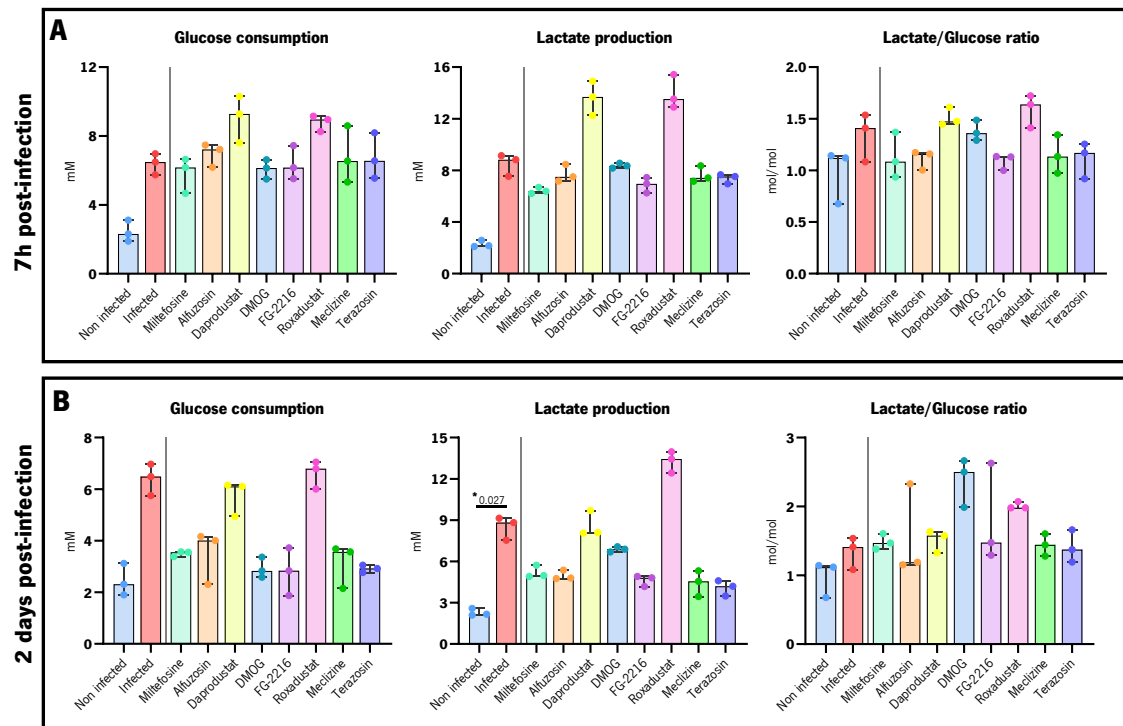 A
7h post-infection
Glucose consumption
12
8
4
0
mM
Non infected
Infected
Miltefosine
Alfuzosin
Daprodustat
DMOG
FG-2216
Roxadustat
Meclizine
Terazosin
Lactate production
16
12
8
4
0
mM
Non infected
Infected
Miltefosine
Alfuzosin
Daprodustat
DMOG
FG-2216
Roxadustat
Meclizine
Terazosin
Lactate/Glucose ratio
2.0
1.5
1.0
0.5
0.0
mol/mol
Non infected
Infected
Miltefosine
Alfuzosin
Daprodustat
DMOG
FG-2216
Roxadustat
Meclizine
Terazosin
B
2 days post-infection
Glucose consumption
8
6
4
2
0
mM
Non infected
Infected
Miltefosine
Alfuzosin
Daprodustat
DMOG
FG-2216
Roxadustat
Meclizine
Terazosin
Lactate production
15
12
9
6
3
0
mM
*0.027
Non infected
Infected
Miltefosine
Alfuzosin
Daprodustat
DMOG
FG-2216
Roxadustat
Meclizine
Terazosin
Lactate/Glucose ratio
3
2
1
0
mol/mol
Non infected
Infected
Miltefosine
Alfuzosin
Daprodustat
DMOG
FG-2216
Roxadustat
Meclizine
Terazosin